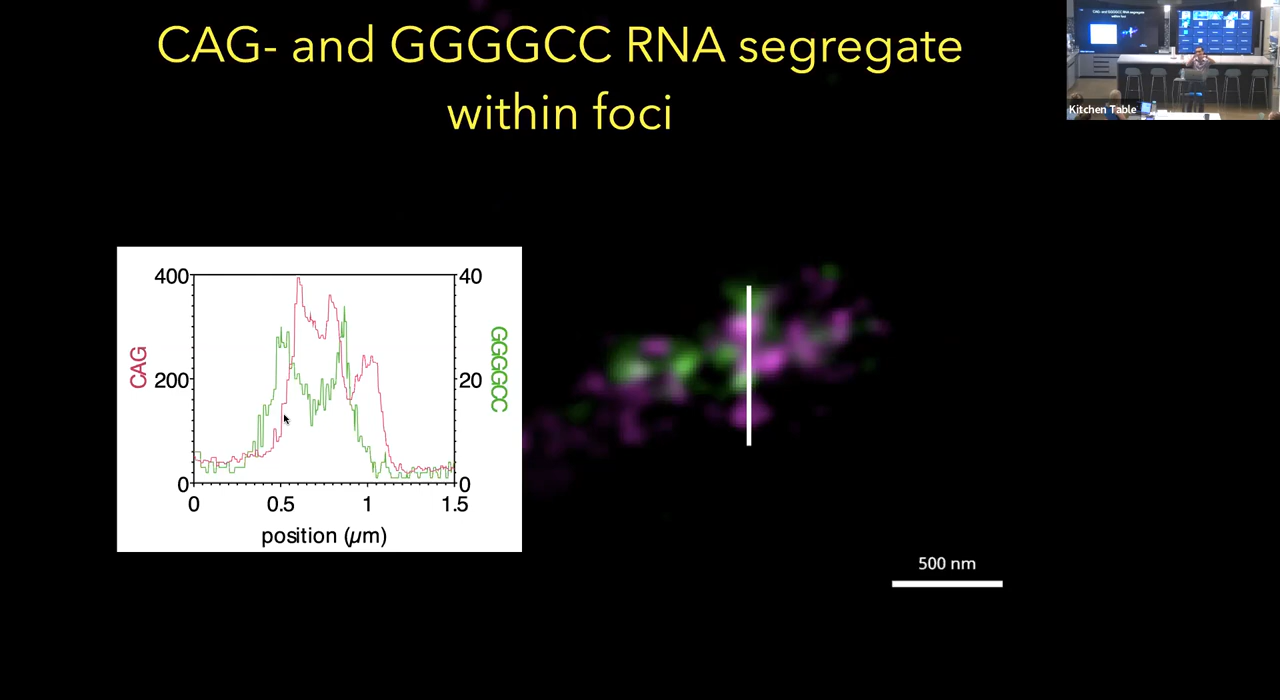 CAG- and GGGGCC RNA segregate
within foci
Kitchen Table
400
200
0
CAG
40
20
0
GGGGCC
0 0.5 1 1.5
position (µm)
500 nm